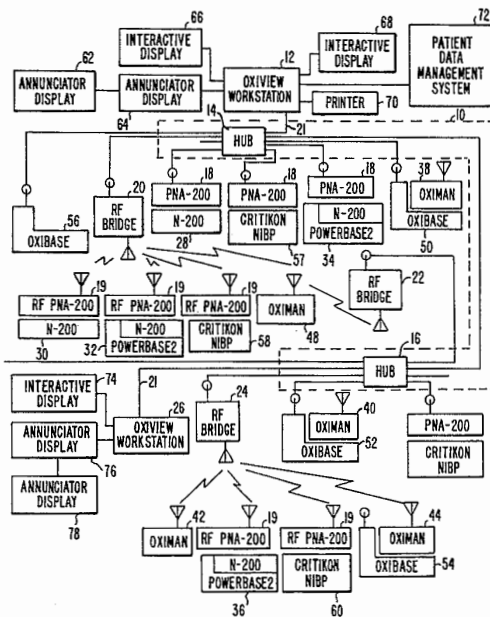 66
INTERACTIVE
DISPLAY
12
68
INTERACTIVE
DISPLAY
72
PATIENT
DATA
MANAGEMENT
SYSTEM
62
ANNUNCIATOR
DISPLAY
ANNUNCIATOR
DISPLAY
64
OXIVIEW
WORKSTATION
PRINTER
70
14
21
10
HUB
18
PNA-200
18
PNA-200
18
PNA-200
38
OXIMAN
OXIBASE
50
20
RF
BRIDGE
56
OXIBASE
N-200
28
CRITIKON
NIBP
57
N-200
POWERBASE2
34
22
RF
BRIDGE
19
RF PNA-200
N-200
30
19
RF PNA-200
N-200
POWERBASE2
32
19
RF PNA-200
CRITIKON
NIBP
58
OXIMAN
48
16
HUB
74
INTERACTIVE
DISPLAY
21
26
OXIVIEW
WORKSTATION
24
RF
BRIDGE
40
OXIMAN
OXIBASE
52
PNA-200
CRITIKON
NIBP
ANNUNCIATOR
DISPLAY
76
ANNUNCIATOR
DISPLAY
78
42
OXIMAN
19
RF PNA-200
N-200
POWERBASE2
36
19
RF PNA-200
CRITIKON
NIBP
60
44
OXIMAN
OXIBASE
54